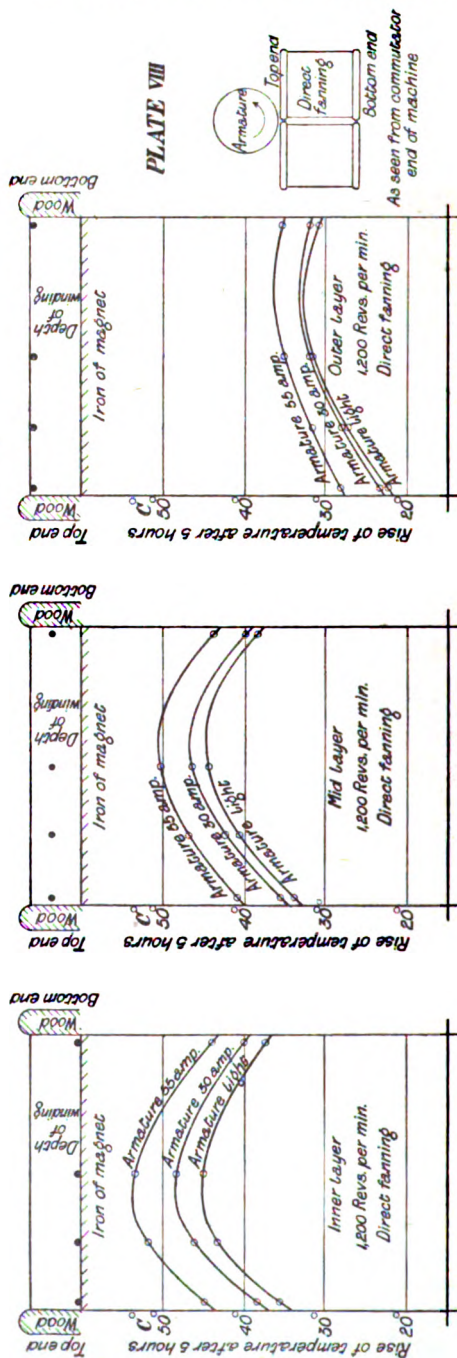 PLATE VIII
Armature
Top end
Direct
fanning
Bottom end
As seen from commutator
end of machine
Top end
Wood
Depth
of
winding
Wood
Bottom end
Iron of magnet
Rise of temperature after 5 hours
C.
50
40
30
20
Armature 55 amp.
Armature 30 amp.
Armature Light
Inner Layer
1,200 Revs. per min.
Direct fanning
Top end
Wood
Depth
of
winding
Wood
Bottom end
Iron of magnet
Rise of temperature after 5 hours
C.
50
40
30
20
Armature 55 amp.
Armature 30 amp.
Armature Light
Mid Layer
1,200 Revs. per min.
Direct fanning
Top end
Wood
Depth
of
winding
Wood
Bottom end
Iron of magnet
Rise of temperature after 5 hours
C.
50
40
30
20
Armature 55 amp.
Armature 30 amp.
Armature Light
Outer Layer
1,200 Revs. per min.
Direct fanning